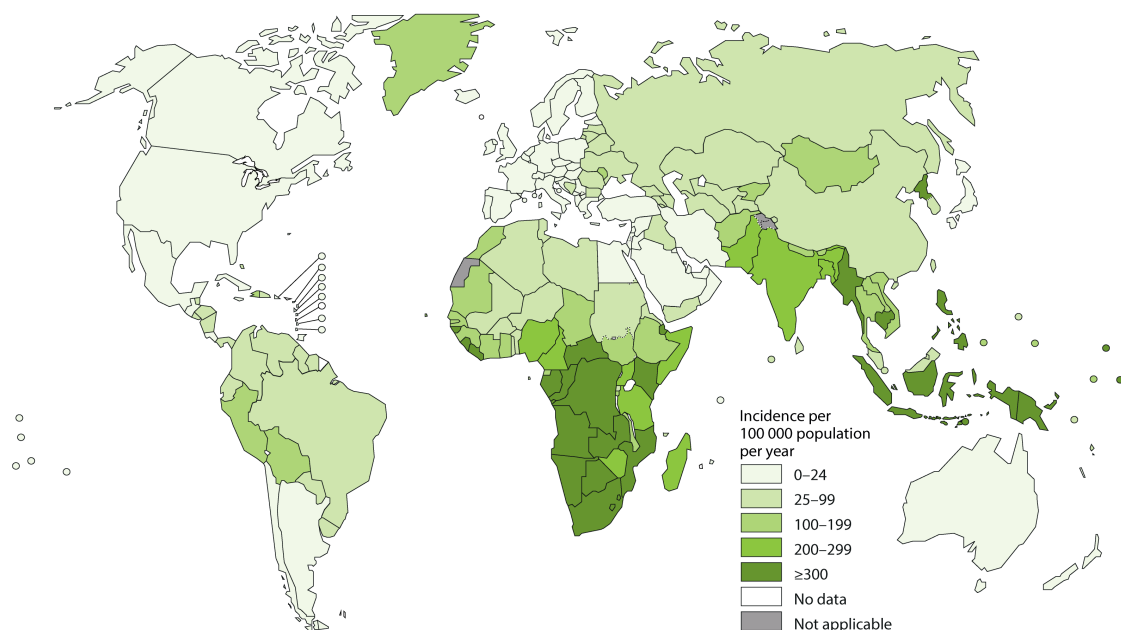 Incidence per
100 000 population
per year
0–24
25–99
100–199
200–299
≥300
No data
Not applicable